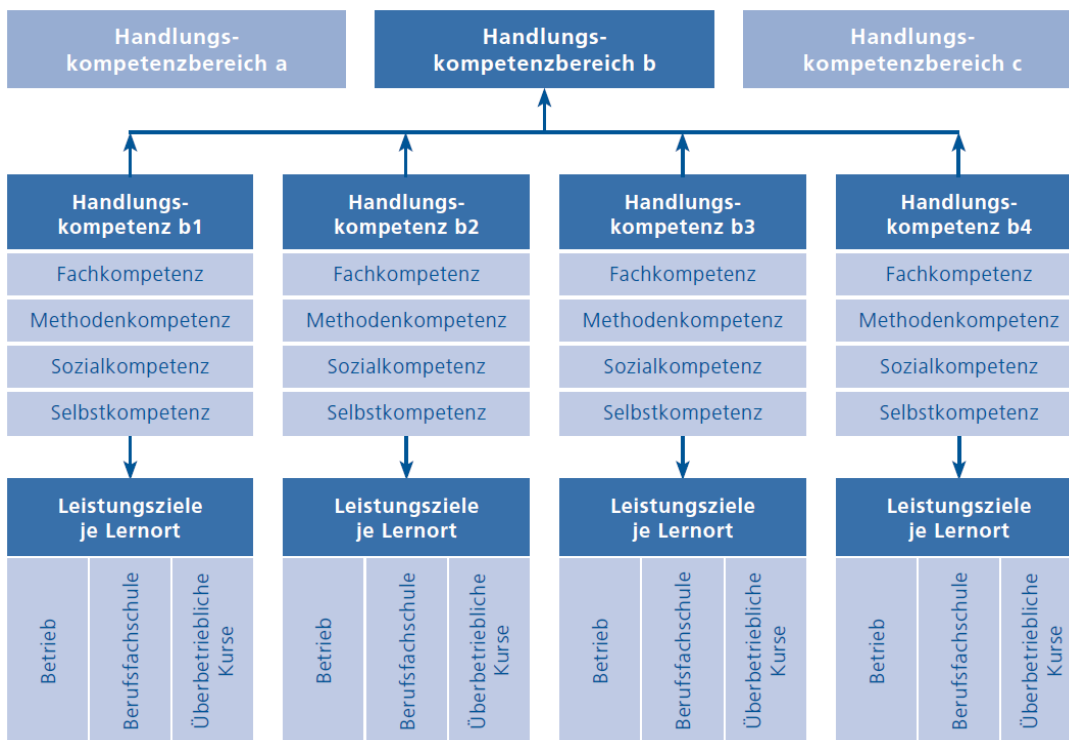 Handlungs-
kompetenzbereich a
Handlungs-
kompetenzbereich b
Handlungs-
kompetenzbereich c
Handlungs-
kompetenz b1
Fachkompetenz
Methodenkompetenz
Sozialkompetenz
Selbstkompetenz
Leistungsziele
je Lernort
Betrieb
Berufsfachschule
Überbetriebliche
Kurse
Handlungs-
kompetenz b2
Fachkompetenz
Methodenkompetenz
Sozialkompetenz
Selbstkompetenz
Leistungsziele
je Lernort
Betrieb
Berufsfachschule
Überbetriebliche
Kurse
Handlungs-
kompetenz b3
Fachkompetenz
Methodenkompetenz
Sozialkompetenz
Selbstkompetenz
Leistungsziele
je Lernort
Betrieb
Berufsfachschule
Überbetriebliche
Kurse
Handlungs-
kompetenz b4
Fachkompetenz
Methodenkompetenz
Sozialkompetenz
Selbstkompetenz
Leistungsziele
je Lernort
Betrieb
Berufsfachschule
Überbetriebliche
Kurse